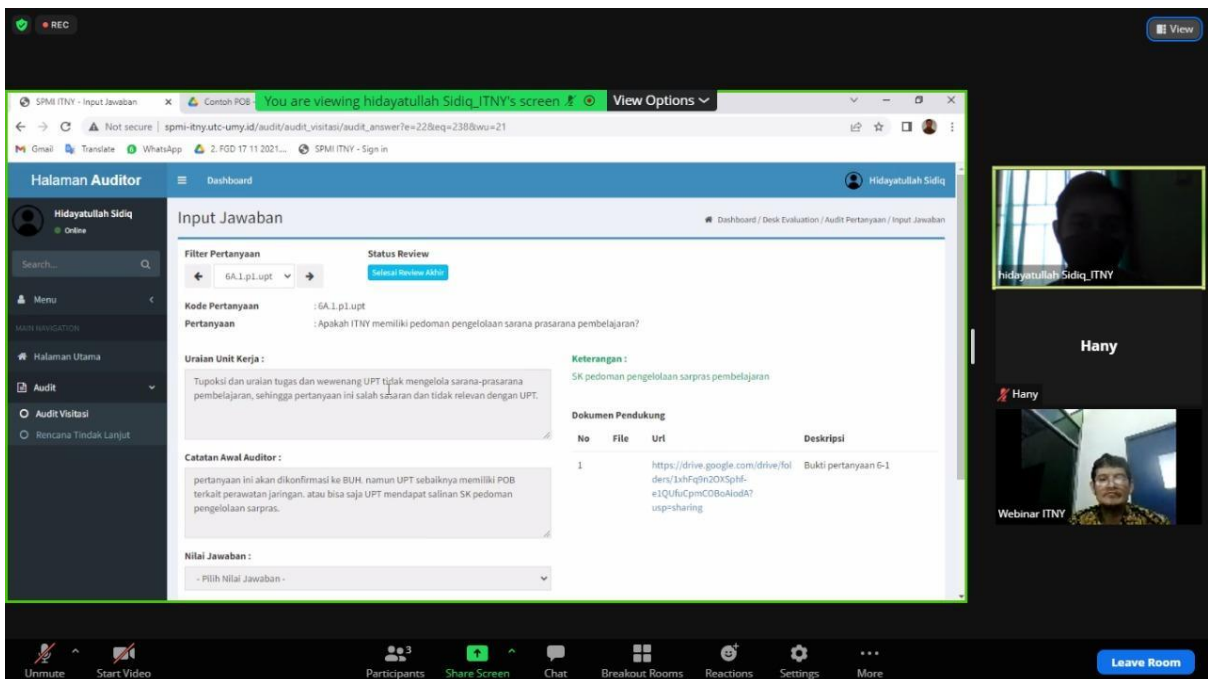 REC
View
SPMI ITNY - Input Jawaban
Contoh POB -
You are viewing hidayatullah Sidiq_ITNY's screen
View Options
Not secure
spmi-itny.utc-umy.id/audit/audit_visitasi/audit_answer?e=22&eq=238&wu=21
Gmail
Translate
WhatsApp
2. FGD 17 11 2021...
SPMI ITNY - Sign in
Halaman Auditor
Dashboard
Hidayatullah Sidiq
Hidayatullah Sidiq
Online
Search...
Menu
MAIN NAVIGATION
Halaman Utama
Audit
Audit Visitasi
Rencana Tindak Lanjut
Input Jawaban
Dashboard / Desk Evaluation / Audit Pertanyaan / Input Jawaban
Filter Pertanyaan
Status Review
6A.1.p1.upt
Selesai Review Akhir
Kode Pertanyaan : 6A.1.p1.upt
Pertanyaan : Apakah ITNY memiliki pedoman pengelolaan sarana prasarana pembelajaran?
Uraian Unit Kerja :
Tupoksi dan uraian tugas dan wewenang UPT tidak mengelola sarana-prasarana
pembelajaran, sehingga pertanyaan ini salah sasaran dan tidak relevan dengan UPT.
Catatan Awal Auditor :
pertanyaan ini akan dikonfirmasi ke BUH. namun UPT sebaiknya memiliki POB
terkait perawatan jaringan. atau bisa saja UPT mendapat salinan SK pedoman
pengelolaan sarpras.
Nilai Jawaban :
- Pilih Nilai Jawaban -
Keterangan :
SK pedoman pengelolaan sarpras pembelajaran
Dokumen Pendukung
No File Url Deskripsi
1 https://drive.google.com/drive/fol Bukti pertanyaan 6-1
ders/1xhFq9n2OXSphf-
e1QUfuCpmCOBoAiodA?
usp=sharing
hidayatullah Sidiq_ITNY
Hany
Hany
Webinar ITNY
Unmute
Start Video
3
Participants
Share Screen
Chat
Breakout Rooms
Reactions
Settings
More
Leave Room